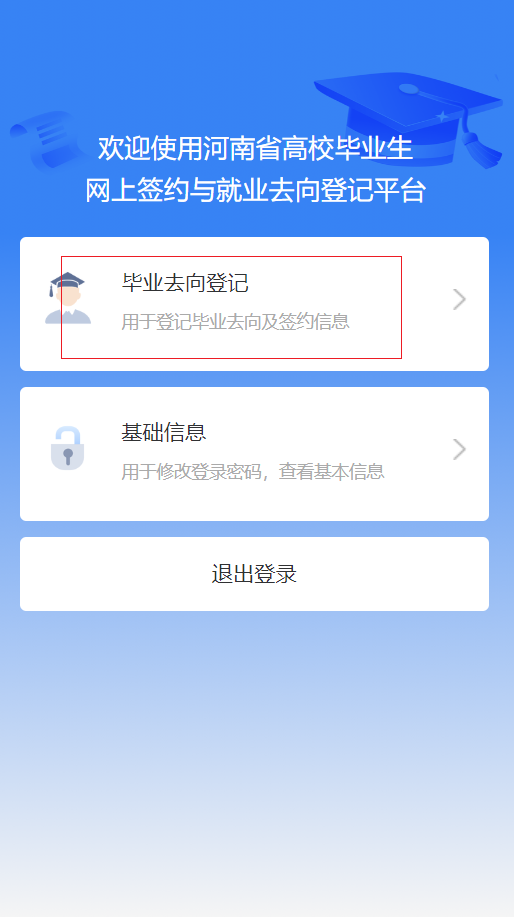 欢迎使用河南省高校毕业生
网上签约与就业去向登记平台
毕业去向登记
用于登记毕业去向及签约信息
基础信息
用于修改登录密码，查看基本信息
退出登录